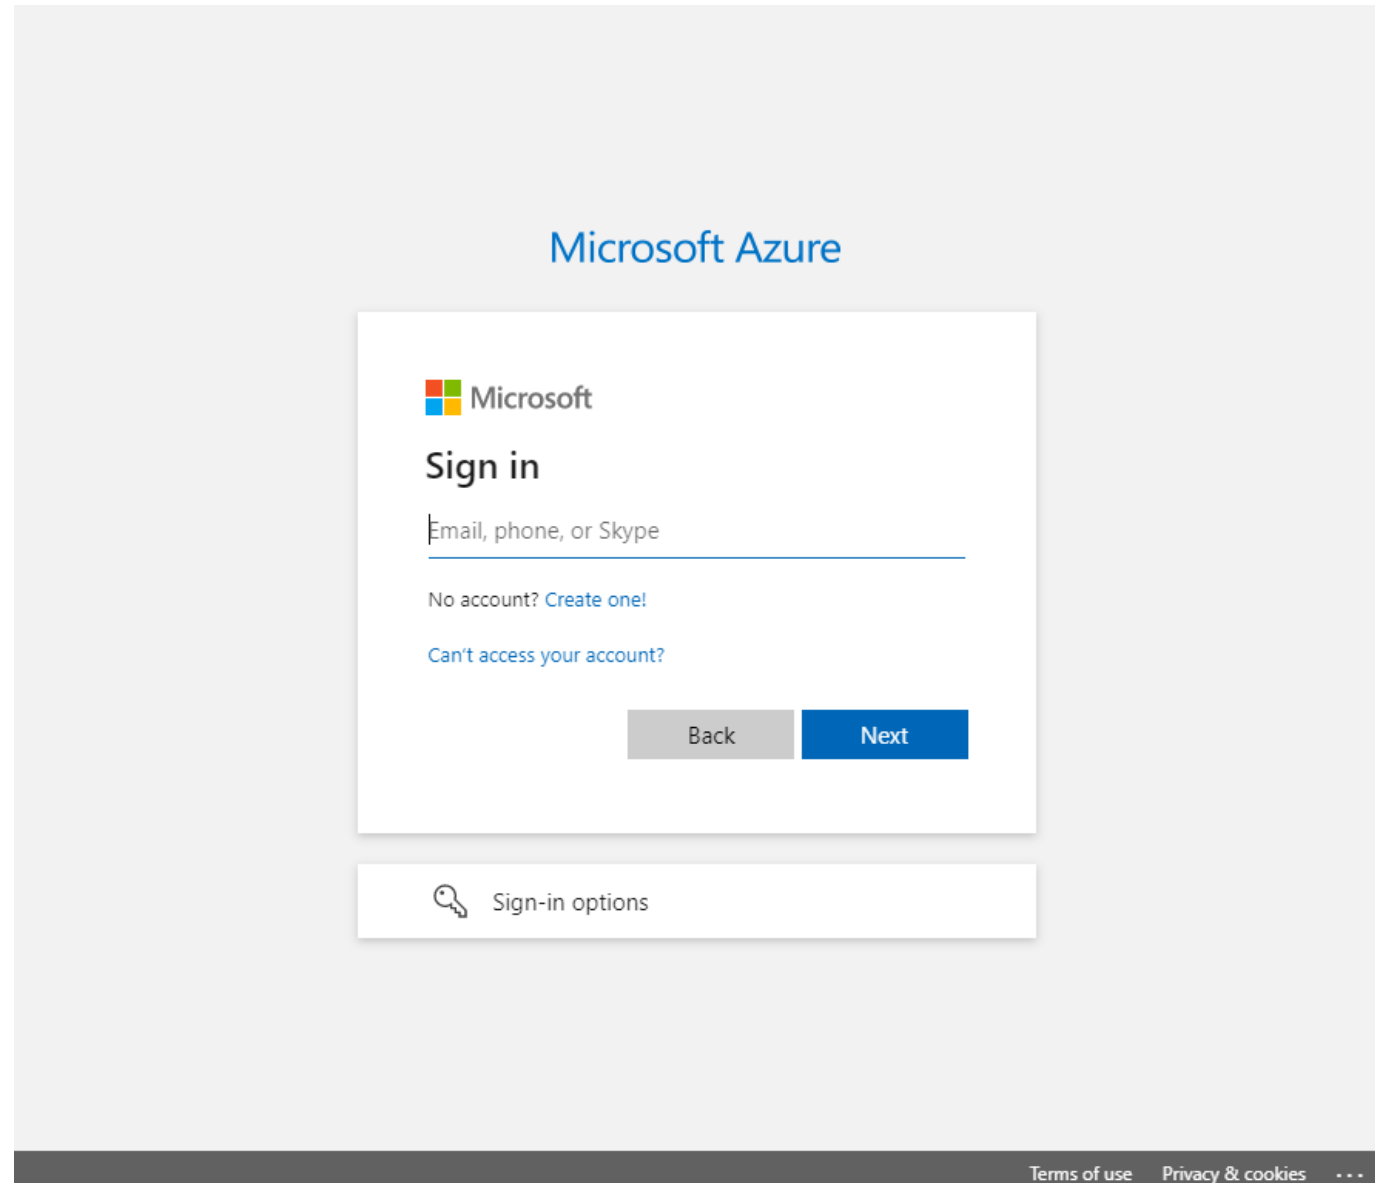 Microsoft Azure
Microsoft
Sign in
Email, phone, or Skype
No account? Create one!
Can't access your account?
Back Next
Sign-in options
Terms of use Privacy & cookies ...